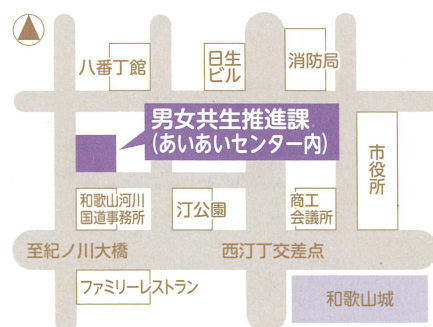 八番丁館
日生
ビル
消防局
男女共生推進課
(あいあいセンター内)
市役所
和歌山河川
国道事務所
汀公園
商工
会議所
至紀ノ川大橋
西汀丁交差点
ファミリーレストラン
和歌山城